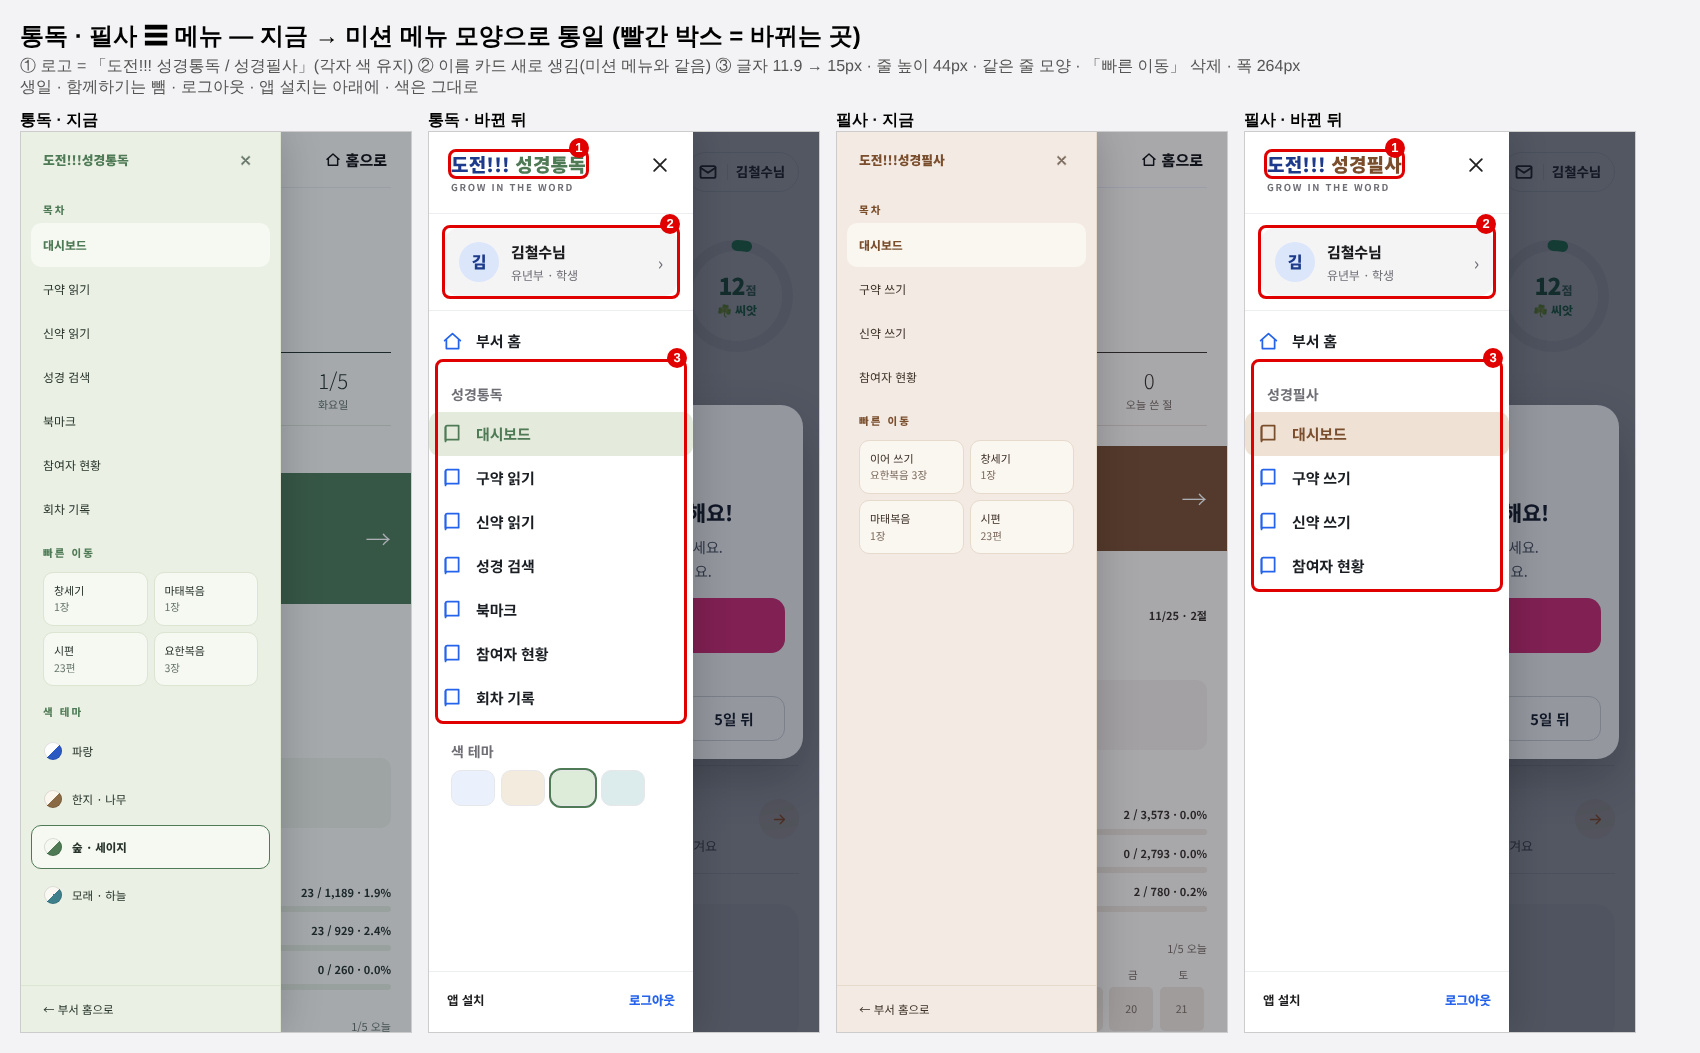 통독 · 필사 ☰ 메뉴 — 지금 → 미션 메뉴 모양으로 통일 (빨간 박스 = 바뀌는 곳)
① 로고 = 「도전!!! 성경통독 / 성경필사」(각자 색 유지) ② 이름 카드 새로 생김(미션 메뉴와 같음) ③ 글자 11.9 → 15px · 줄 높이 44px · 같은 줄 모양 · 「빠른 이동」 삭제 · 폭 264px
생일 · 함께하기는 뺌 · 로그아웃 · 앱 설치는 아래에 · 색은 그대로
통독 · 지금
도전!!!성경통독
×
목차
대시보드
구약 읽기
신약 읽기
성경 검색
북마크
참여자 현황
회차 기록
빠른 이동
창세기
1장
마태복음
1장
시편
23편
요한복음
3장
색 테마
파랑
한지 · 나무
숲 · 세이지
모래 · 하늘
← 부서 홈으로
홈으로
1/5
화요일
→
23 / 1,189 · 1.9%
23 / 929 · 2.4%
0 / 260 · 0.0%
1/5 오늘
통독 · 바뀐 뒤
1
도전!!! 성경통독
GROW IN THE WORD
×
2
김
김철수님
유년부 · 학생
›
부서 홈
3
성경통독
대시보드
구약 읽기
신약 읽기
성경 검색
북마크
참여자 현황
회차 기록
색 테마
앱 설치
로그아웃
김철수님
12점
씨앗
해요!
세요.
요.
5일 뒤
→
겨요
필사 · 지금
도전!!!성경필사
×
목차
대시보드
구약 쓰기
신약 쓰기
참여자 현황
빠른 이동
이어 쓰기
요한복음 3장
창세기
1장
마태복음
1장
시편
23편
← 부서 홈으로
홈으로
0
오늘 쓴 절
→
11/25 · 2절
2 / 3,573 · 0.0%
0 / 2,793 · 0.0%
2 / 780 · 0.2%
1/5 오늘
금
토
20
21
필사 · 바뀐 뒤
1
도전!!! 성경필사
GROW IN THE WORD
×
2
김
김철수님
유년부 · 학생
›
부서 홈
3
성경필사
대시보드
구약 쓰기
신약 쓰기
참여자 현황
앱 설치
로그아웃
김철수님
12점
씨앗
해요!
세요.
요.
5일 뒤
→
겨요